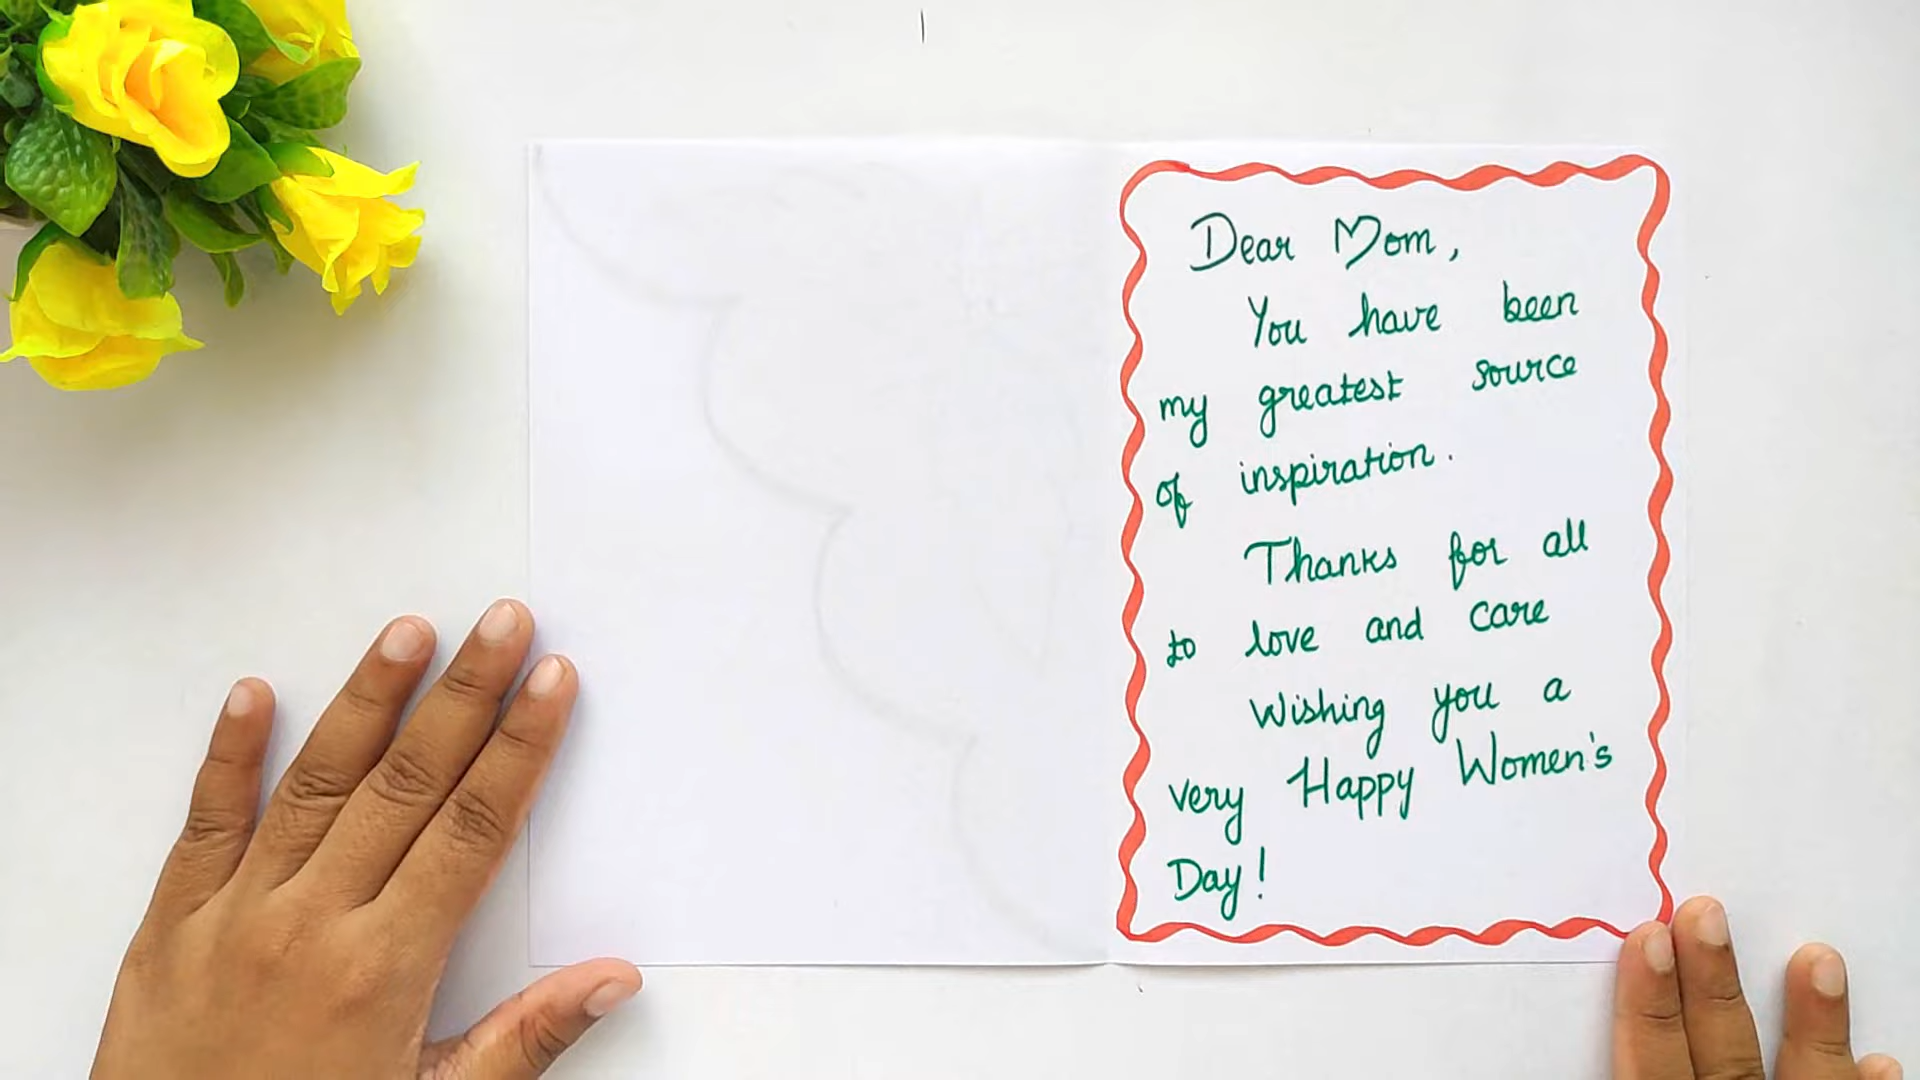 Dear Mom,
You have been
my greatest source
of inspiration.
Thanks for all
to love and care
Wishing you a
very Happy Women's
Day!